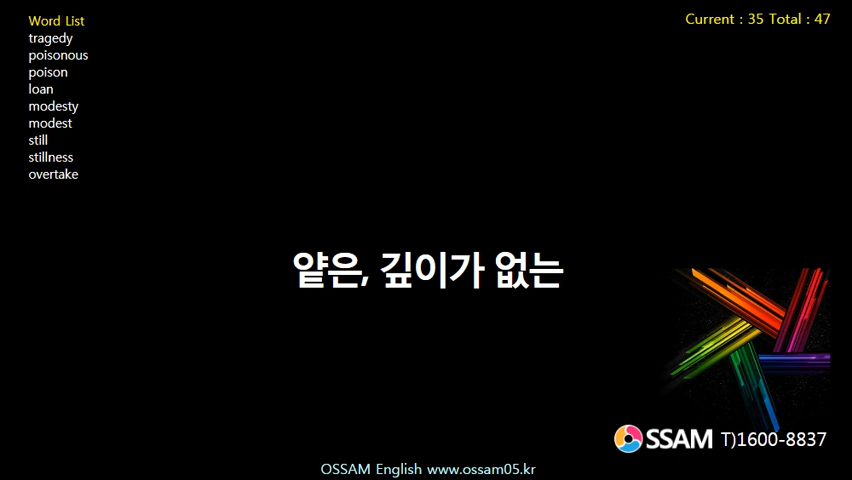 Word List
tragedy
poisonous
poison
loan
modesty
modest
still
stillness
overtake
Current : 35 Total : 47
얕은, 깊이가 없는
SSAM T)1600-8837
OSSAM English www.ossam05.kr